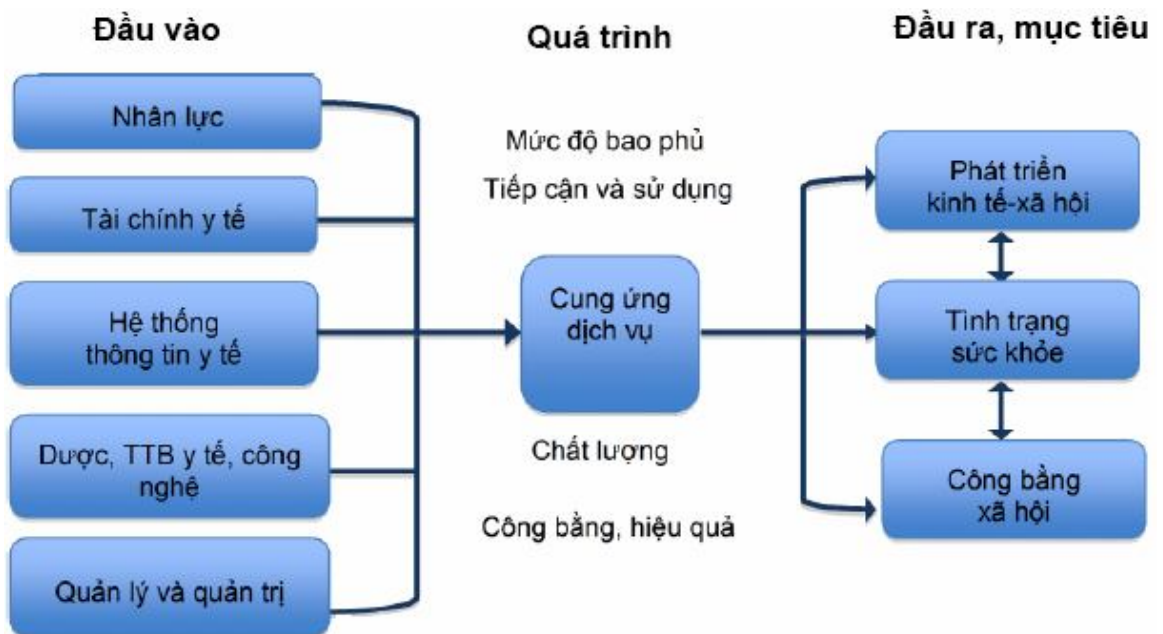 Đầu vào
Quá trình
Đầu ra, mục tiêu
Nhân lực
Tài chính y tế
Hệ thống
thông tin y tế
Dược, TTB y tế, công
nghệ
Quản lý và quản trị
Mức độ bao phủ
Tiếp cận và sử dụng
Cung ứng
dịch vụ
Chất lượng
Công bằng, hiệu quả
Phát triển
kinh tế-xã hội
Tình trạng
sức khỏe
Công bằng
xã hội